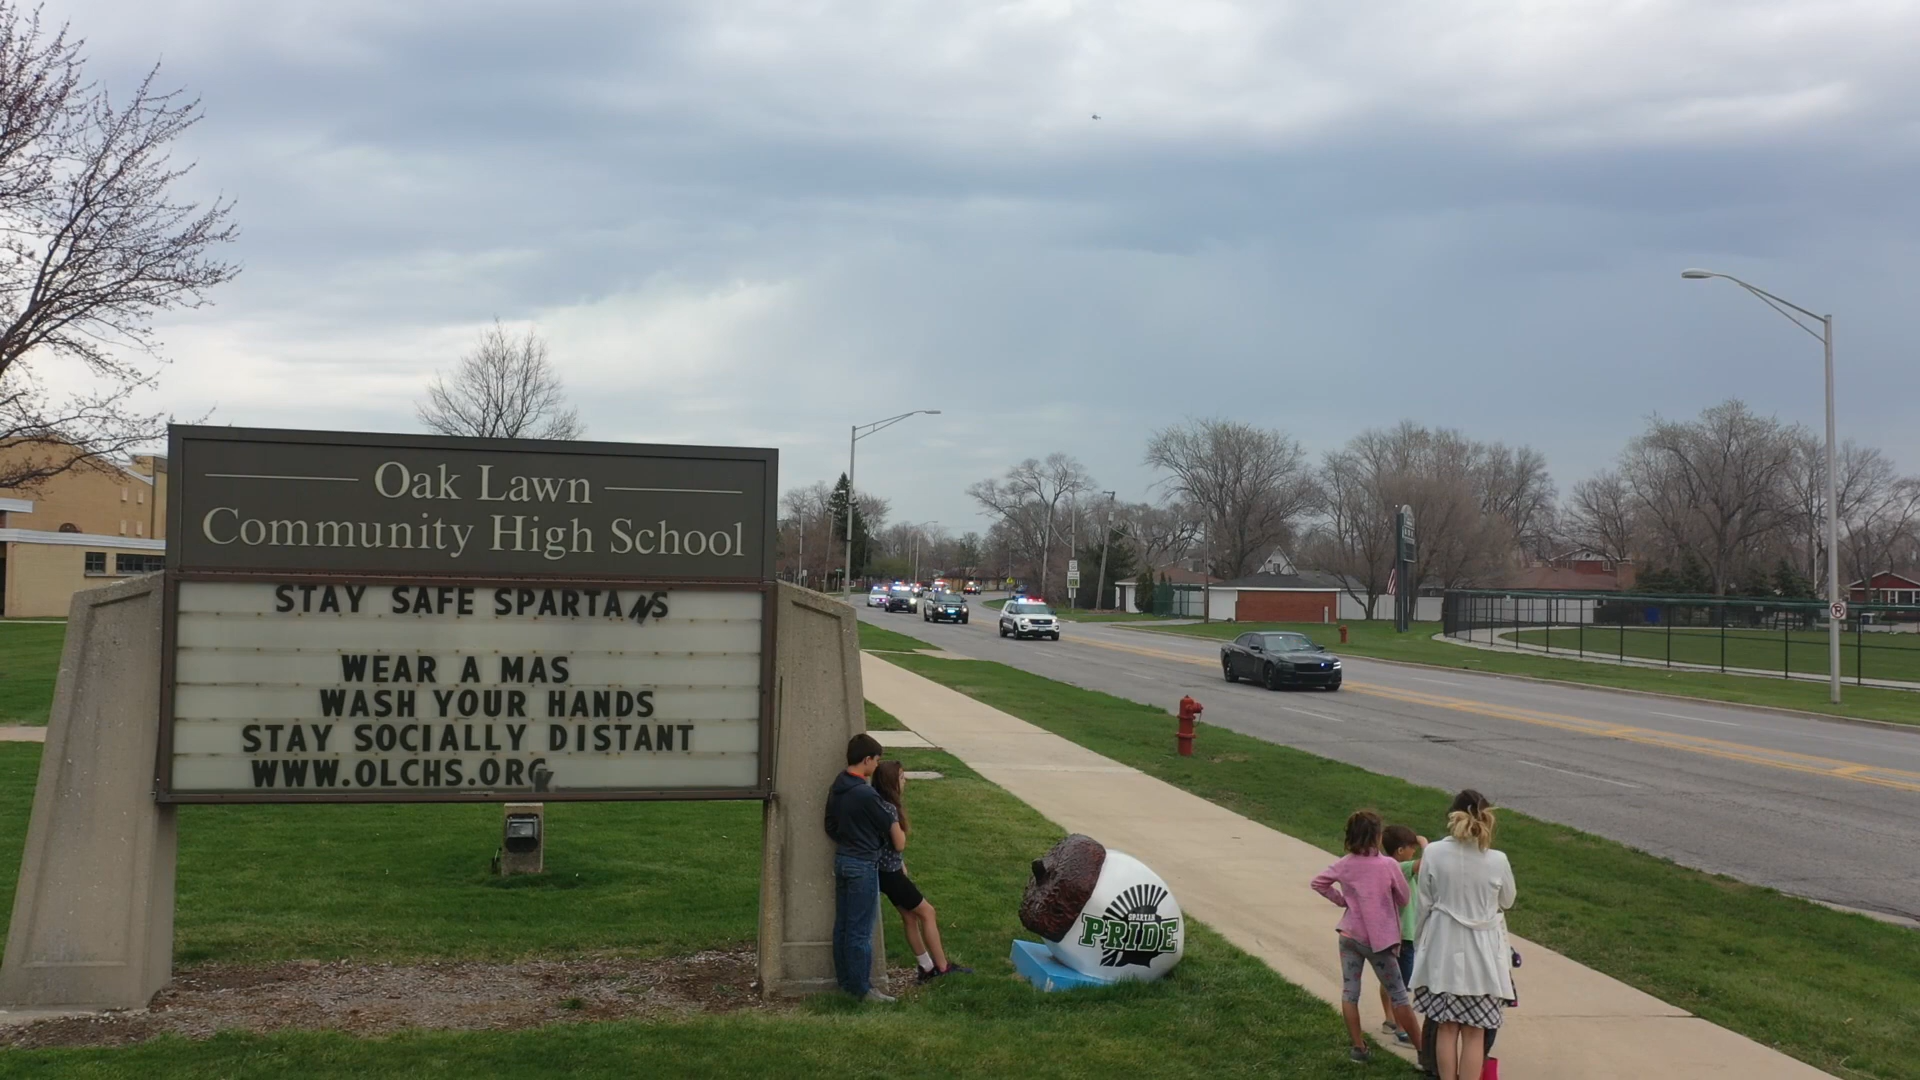 Oak Lawn
Community High School
STAY SAFE SPARTANS
WEAR A MAS
WASH YOUR HANDS
STAY SOCIALLY DISTANT
WWW.OLCHS.ORG
SPARTAN
PRIDE